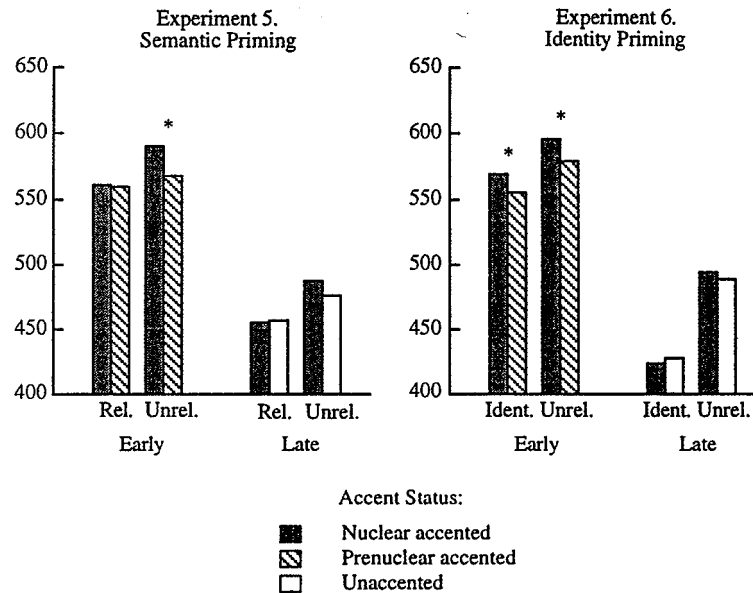 Experiment 5.
Semantic Priming
650
600
550
500
450
400
*
Rel. Unrel. Rel. Unrel.
Early Late
Experiment 6.
Identity Priming
650
600
550
500
450
400
* *
Ident. Unrel. Ident. Unrel.
Early Late
Accent Status:
Nuclear accented
Prenuclear accented
Unaccented